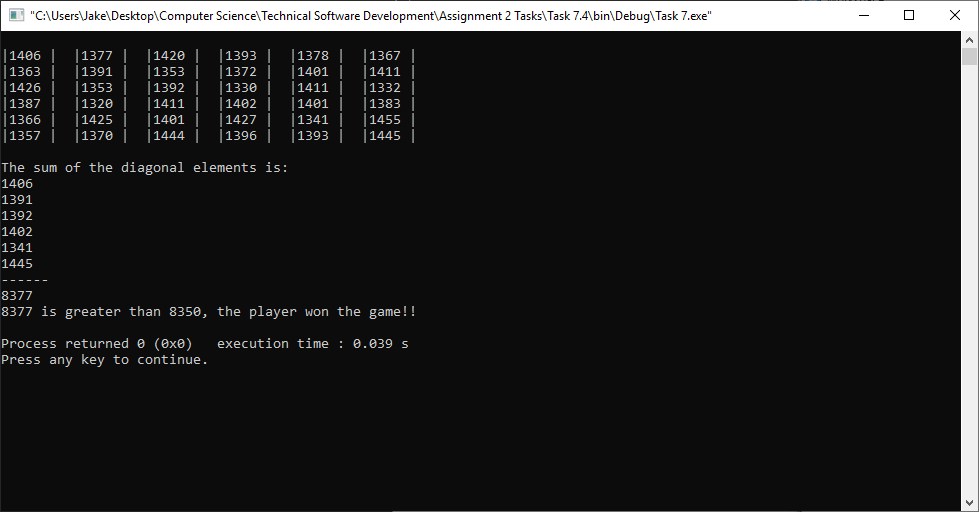 "C:\Users\Jake\Desktop\Computer Science\Technical Software Development\Assignment 2 Tasks\Task 7.4\bin\Debug\Task 7.exe"
|1406 |  |1377 |  |1420 |  |1393 |  |1378 |  |1367 |
|1363 |  |1391 |  |1353 |  |1372 |  |1401 |  |1411 |
|1426 |  |1353 |  |1392 |  |1330 |  |1411 |  |1332 |
|1387 |  |1320 |  |1411 |  |1402 |  |1401 |  |1383 |
|1366 |  |1425 |  |1401 |  |1427 |  |1341 |  |1455 |
|1357 |  |1370 |  |1444 |  |1396 |  |1393 |  |1445 |
The sum of the diagonal elements is:
1406
1391
1392
1402
1341
1445
------
8377
8377 is greater than 8350, the player won the game!!
Process returned 0 (0x0)   execution time : 0.039 s
Press any key to continue.